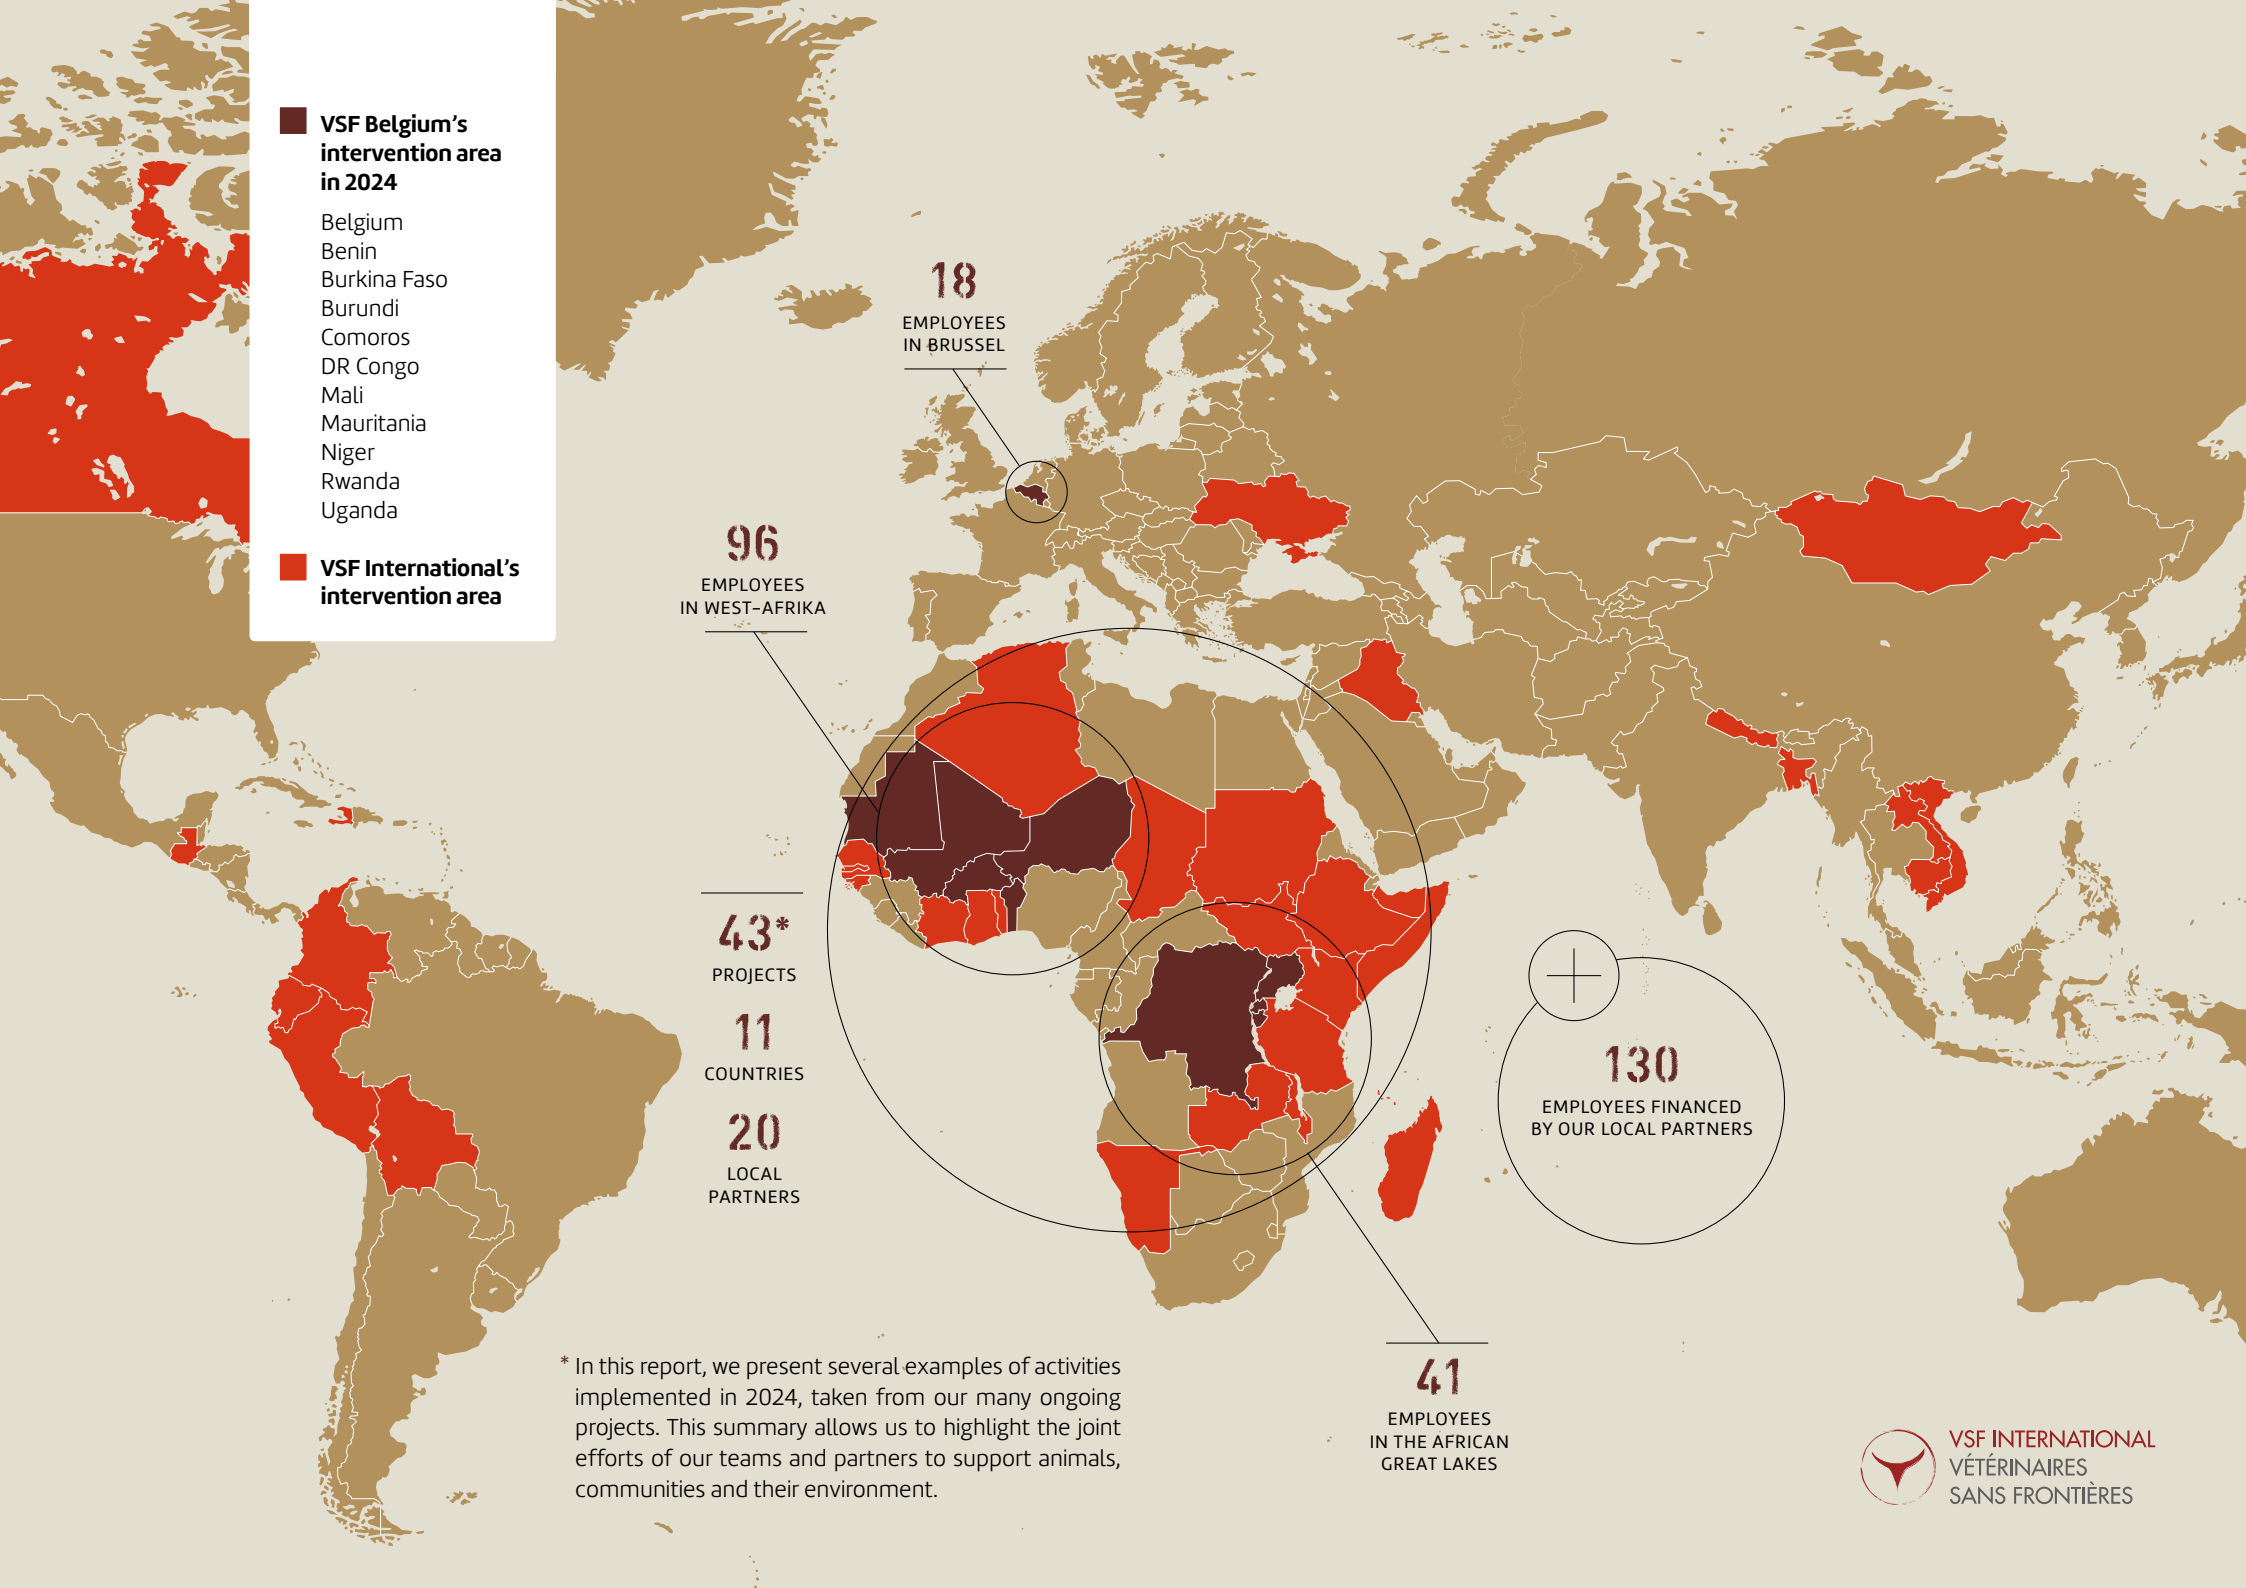 VSF Belgium’s
intervention area
in 2024
Belgium
Benin
Burkina Faso
Burundi
Comoros
DR Congo
Mali
Mauritania
Niger
Rwanda
Uganda
VSF International’s
intervention area
18
EMPLOYEES
IN BRUSSEL
96
EMPLOYEES
IN WEST-AFRIKA
43*
PROJECTS
11
COUNTRIES
20
LOCAL
PARTNERS
130
EMPLOYEES FINANCED
BY OUR LOCAL PARTNERS
41
EMPLOYEES
IN THE AFRICAN
GREAT LAKES
* In this report, we present several examples of activities
implemented in 2024, taken from our many ongoing
projects. This summary allows us to highlight the joint
efforts of our teams and partners to support animals,
communities and their environment.
VSF INTERNATIONAL
VÉTÉRINAIRES
SANS FRONTIÈRES